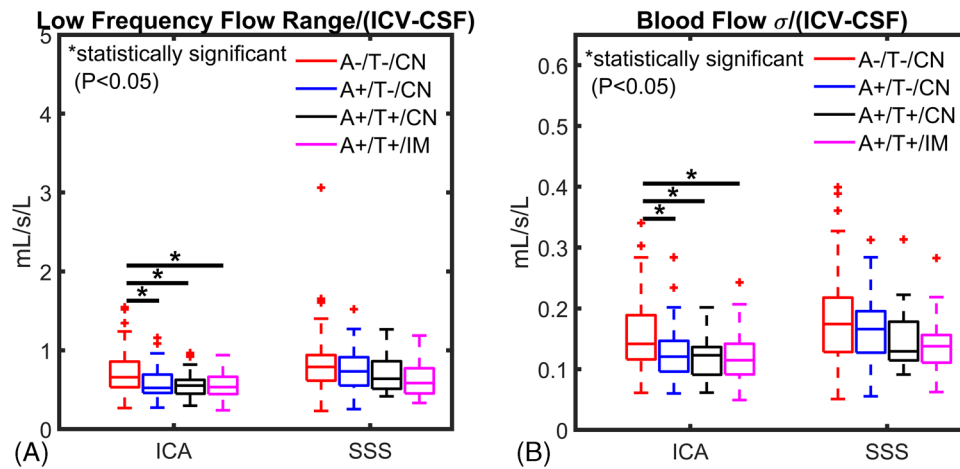 Low Frequency Flow Range/(ICV-CSF)
5
4
3
2
1
0
mL/s/L
*statistically significant
(P<0.05)
A-/T-/CN
A+/T-/CN
A+/T+/CN
A+/T+/IM
*
*
*
ICA
SSS
(A)
Blood Flow σ/(ICV-CSF)
0.6
0.5
0.4
0.3
0.2
0.1
0
mL/s/L
*statistically significant
(P<0.05)
A-/T-/CN
A+/T-/CN
A+/T+/CN
A+/T+/IM
*
*
*
ICA
SSS
(B)